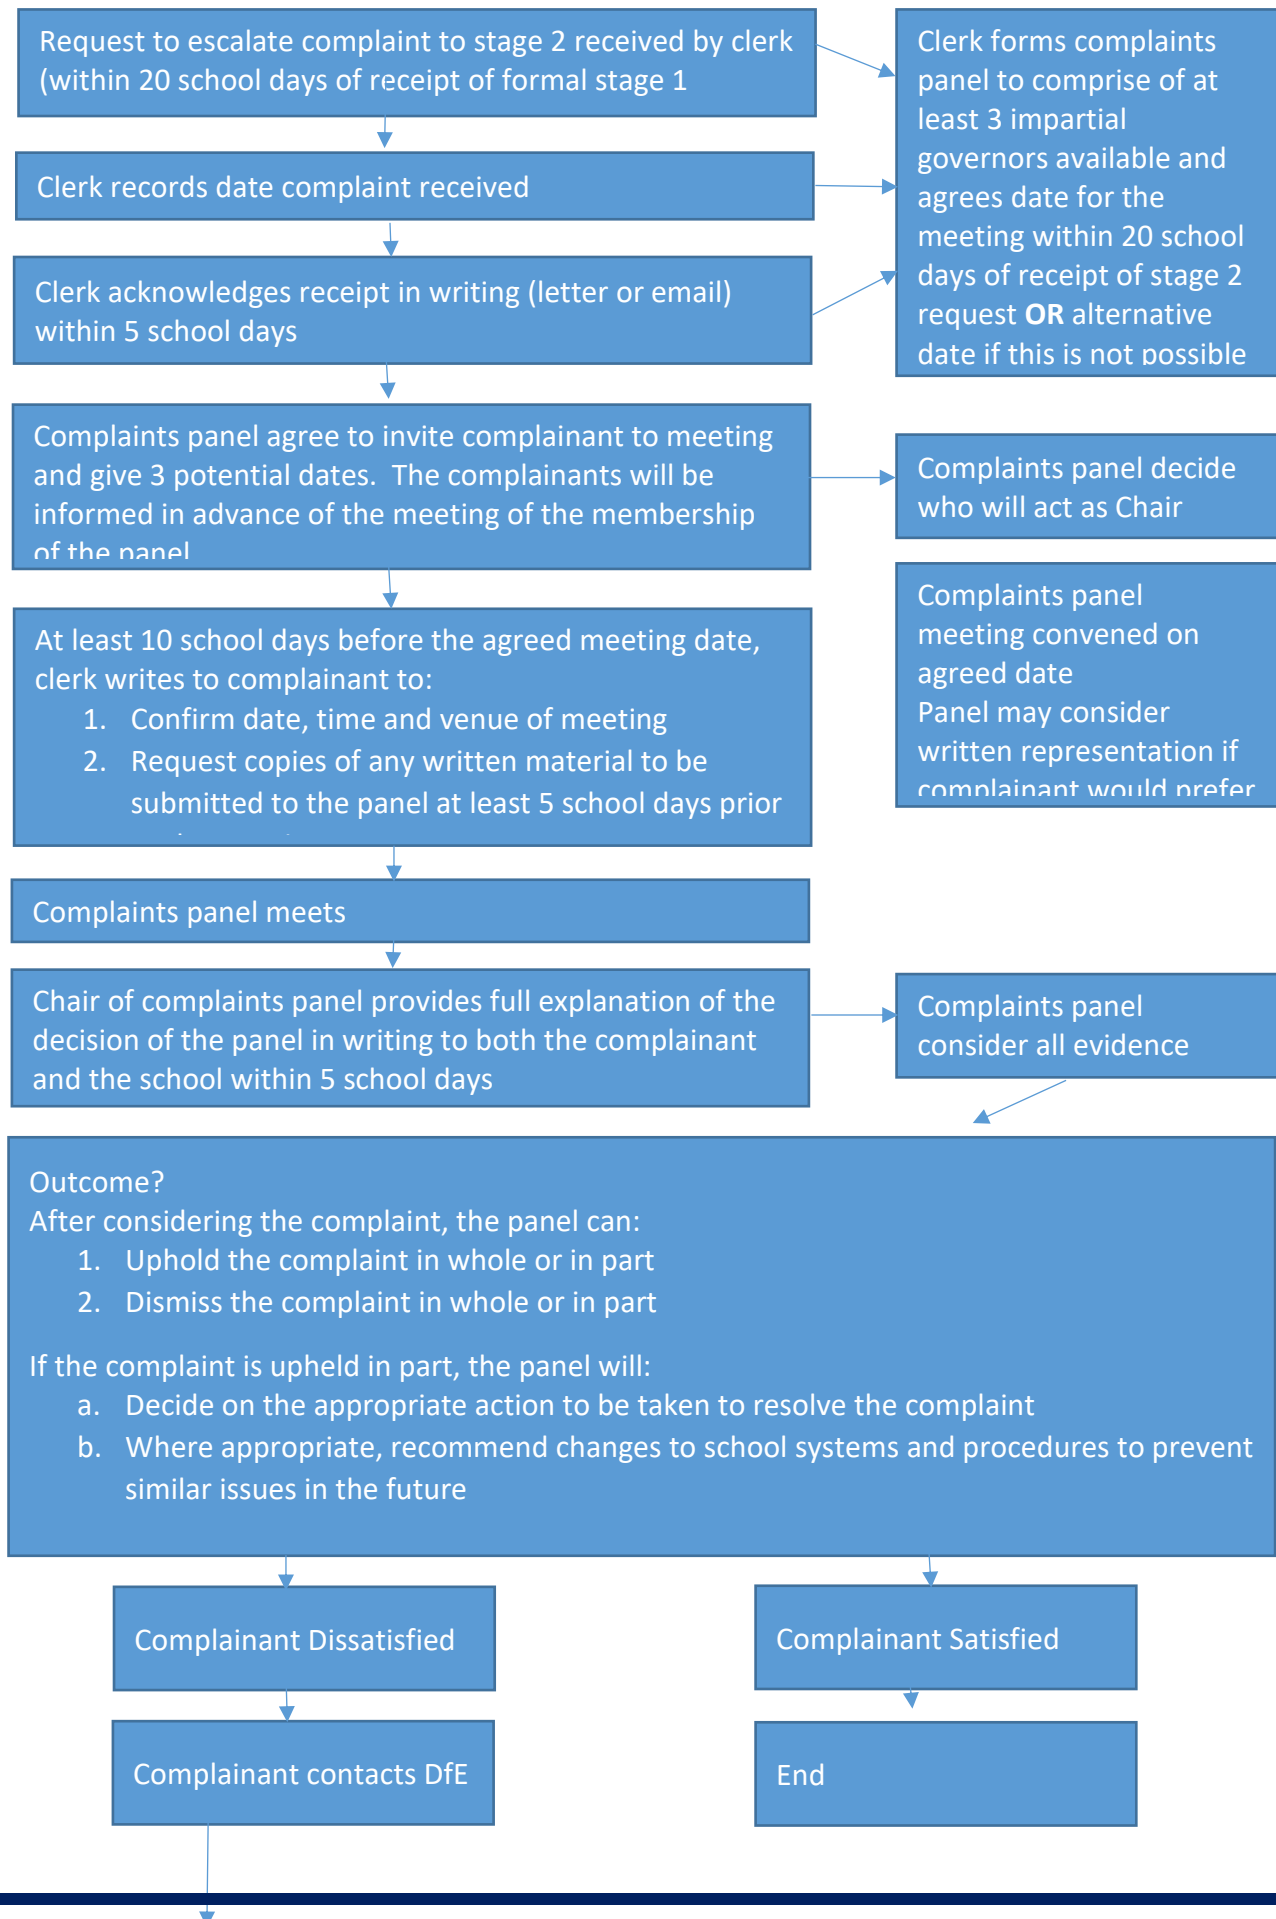 Request to escalate complaint to stage 2 received by clerk
(within 20 school days of receipt of formal stage 1
Clerk forms complaints
panel to comprise of at
least 3 impartial
governors available and
agrees date for the
meeting within 20 school
days of receipt of stage 2
request OR alternative
date if this is not possible
Clerk records date complaint received
Clerk acknowledges receipt in writing (letter or email)
within 5 school days
Complaints panel agree to invite complainant to meeting
and give 3 potential dates.  The complainants will be
informed in advance of the meeting of the membership
of the panel
Complaints panel decide
who will act as Chair
Complaints panel
meeting convened on
agreed date
Panel may consider
written representation if
complainant would prefer
At least 10 school days before the agreed meeting date,
clerk writes to complainant to:
1. Confirm date, time and venue of meeting
2. Request copies of any written material to be
submitted to the panel at least 5 school days prior
Complaints panel meets
Chair of complaints panel provides full explanation of the
decision of the panel in writing to both the complainant
and the school within 5 school days
Complaints panel
consider all evidence
Outcome?
After considering the complaint, the panel can:
1. Uphold the complaint in whole or in part
2. Dismiss the complaint in whole or in part
If the complaint is upheld in part, the panel will:
a. Decide on the appropriate action to be taken to resolve the complaint
b. Where appropriate, recommend changes to school systems and procedures to prevent
similar issues in the future
Complainant Dissatisfied
Complainant Satisfied
Complainant contacts DfE
End